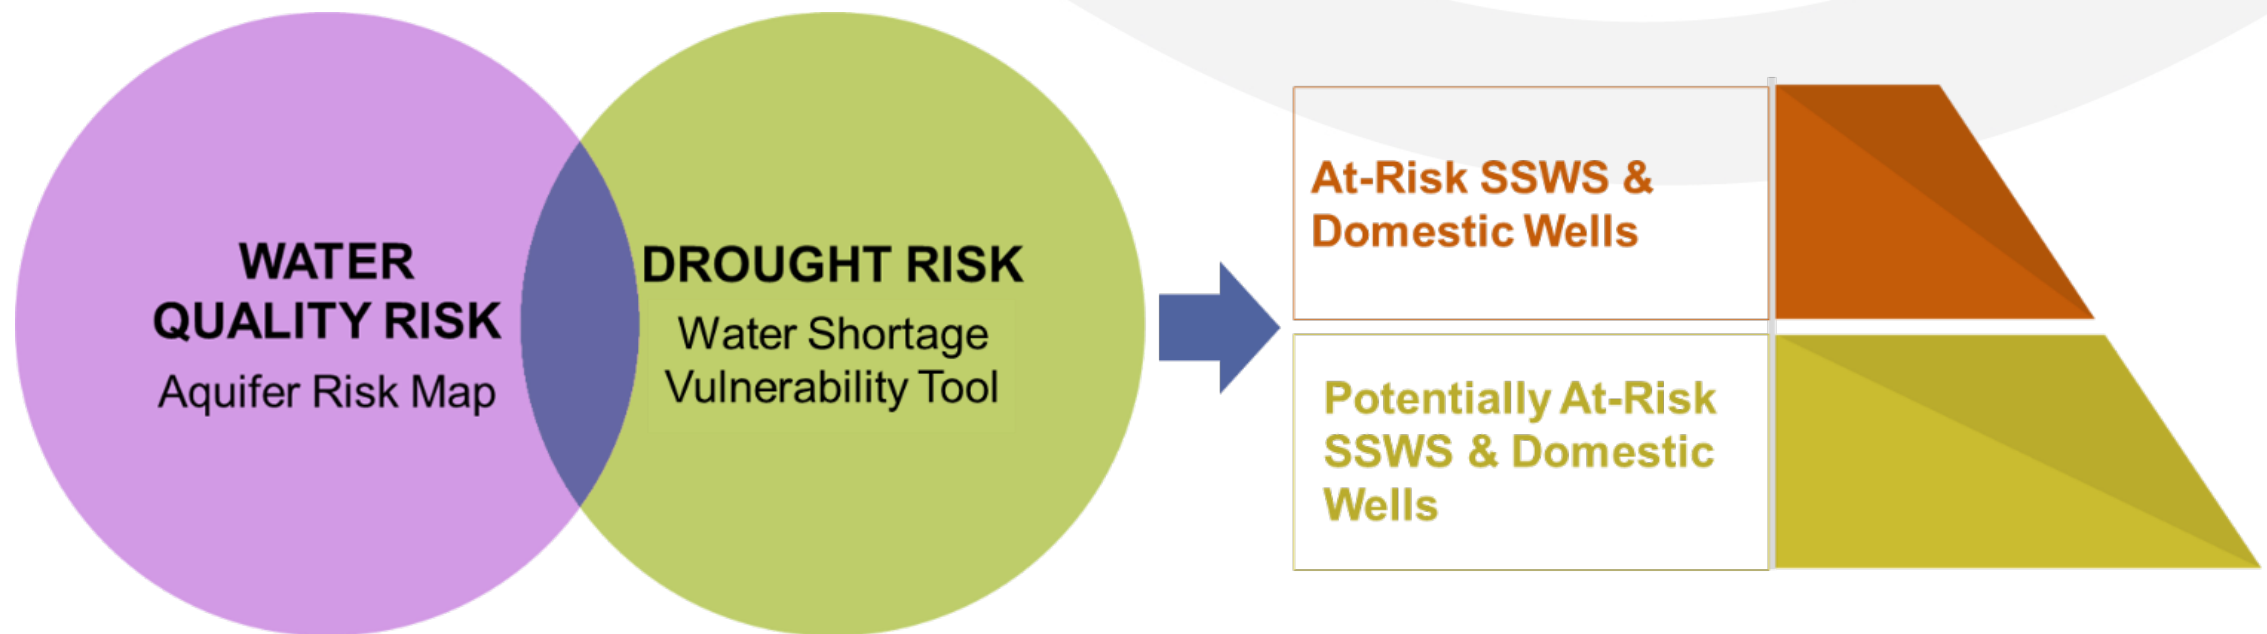 WATER
QUALITY RISK
Aquifer Risk Map
DROUGHT RISK
Water Shortage
Vulnerability Tool
At-Risk SSWS &
Domestic Wells
Potentially At-Risk
SSWS & Domestic
Wells